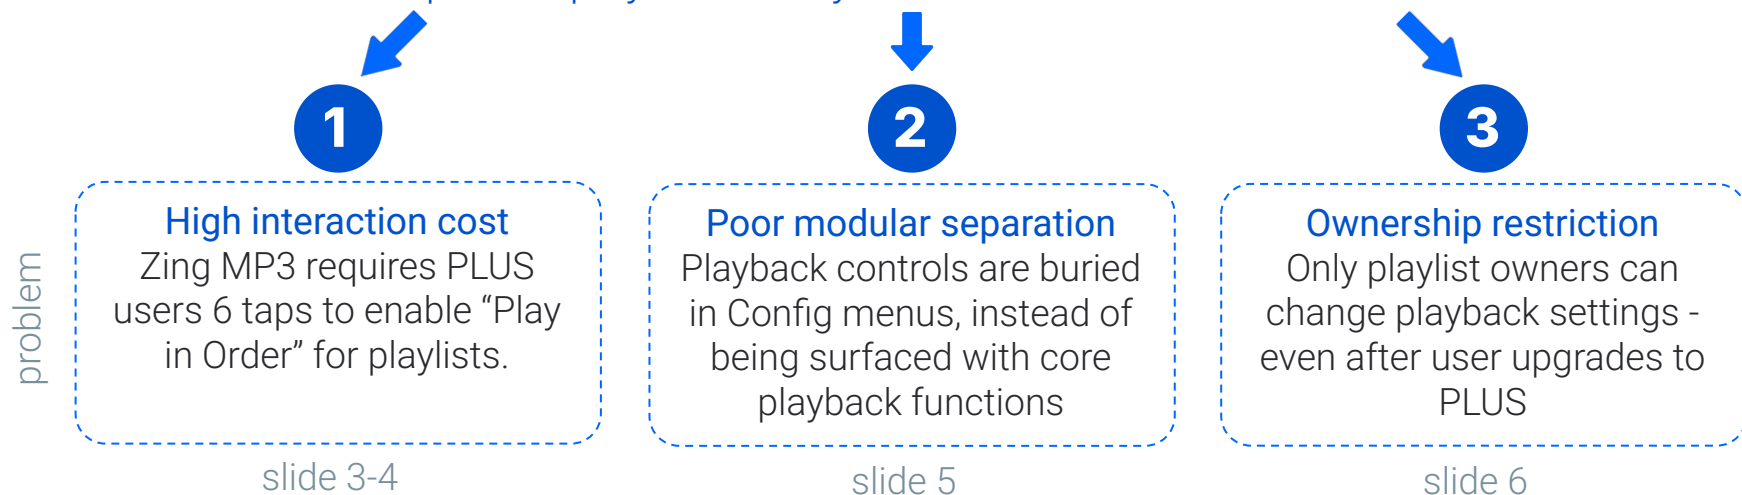 1
2
3
problem
High interaction cost
Zing MP3 requires PLUS
users 6 taps to enable “Play
in Order” for playlists.
slide 3-4
Poor modular separation
Playback controls are buried
in Config menus, instead of
being surfaced with core
playback functions
slide 5
Ownership restriction
Only playlist owners can
change playback settings -
even after user upgrades to
PLUS
slide 6